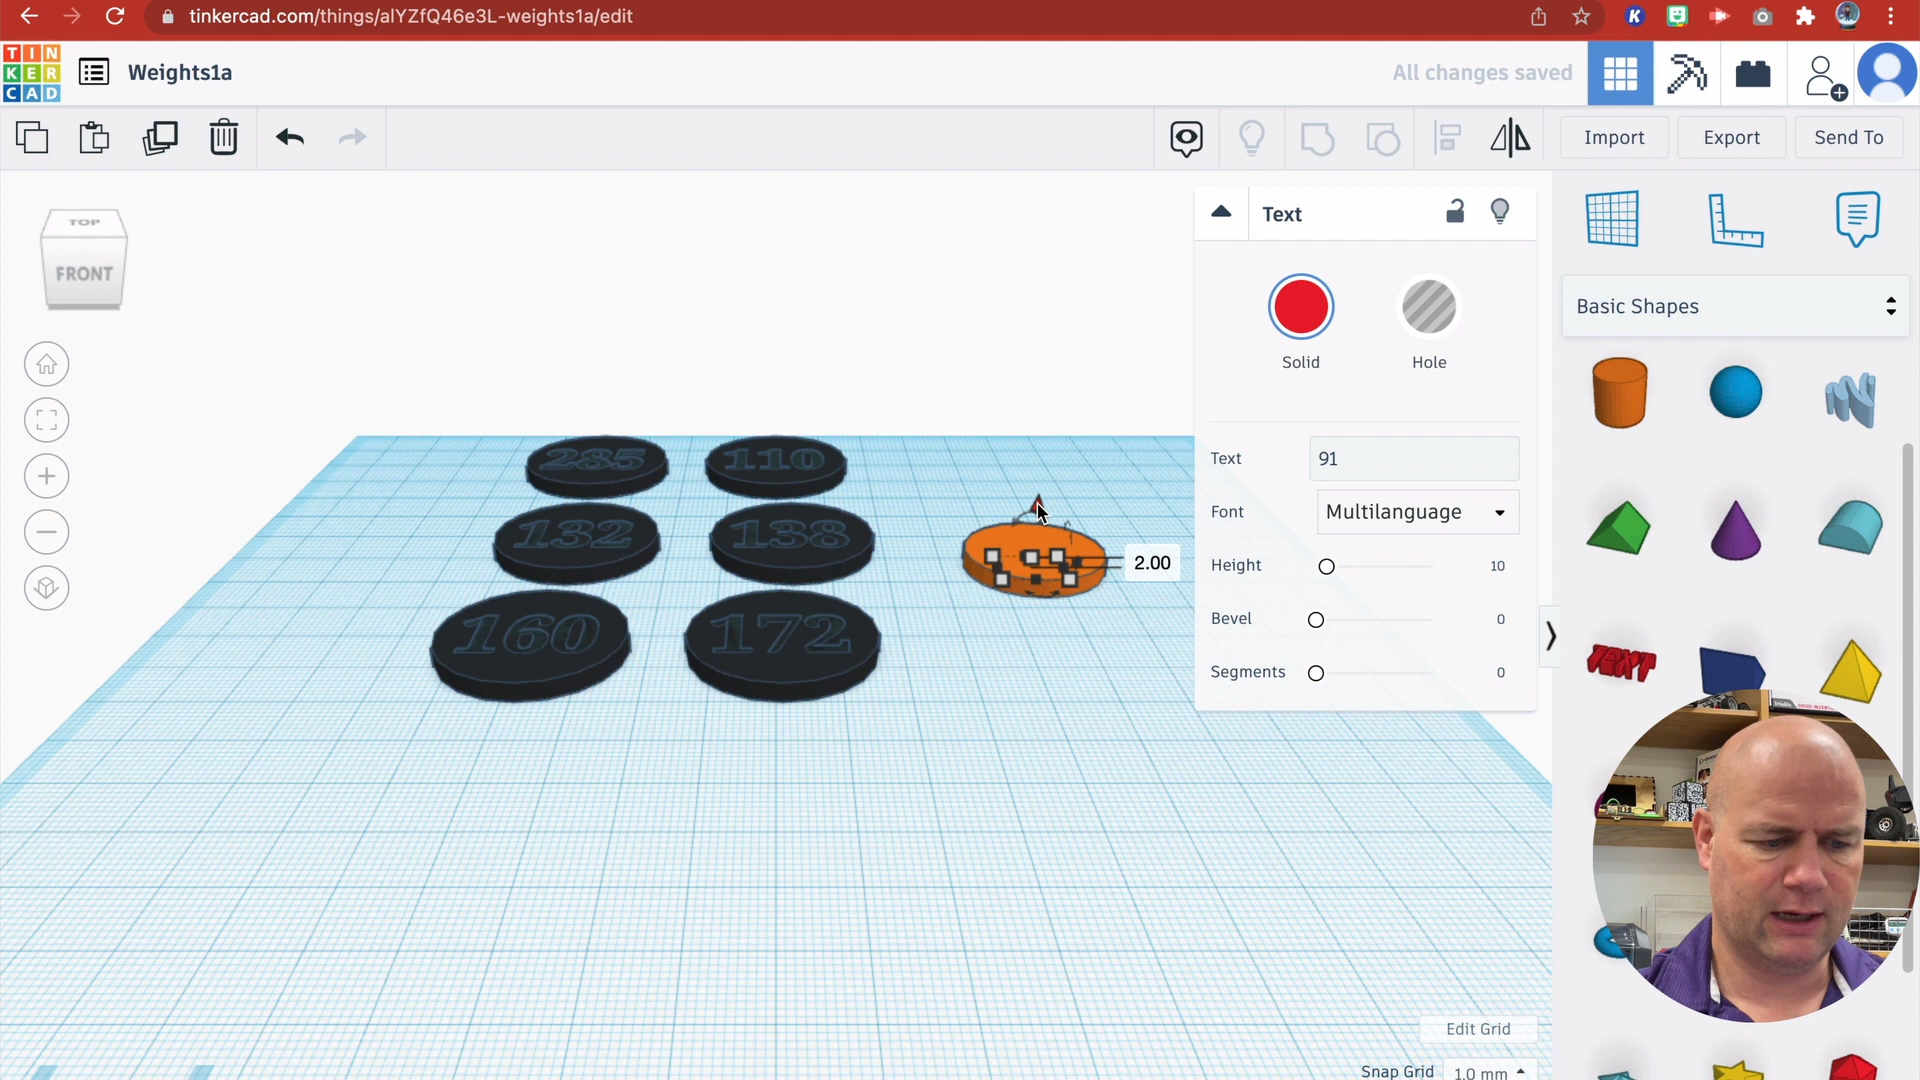 tinkercad.com/things/alYZfQ46e3L-weights1a/edit
TIN
KER
CAD
Weights1a
All changes saved
Import
Export
Send To
TOP
FRONT
Text
Solid
Hole
Basic Shapes
Text
91
Font
Multilanguage
Height
10
Bevel
0
Segments
0
285
110
132
138
160
172
2.00
TEXT
Edit Grid
Snap Grid
1.0 mm